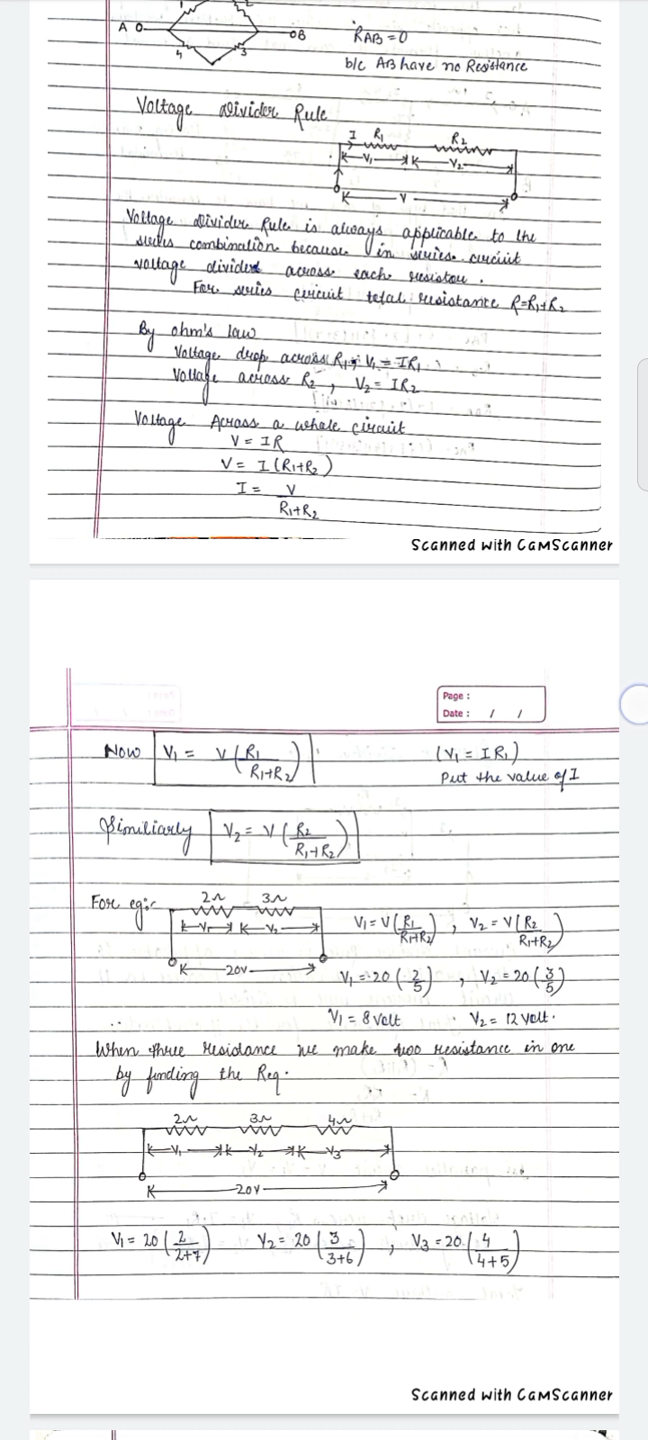 A B
4 3
RAB = 0
b/c AB have no Resistance
Voltage Divider Rule
I R1 R2
V1 V2
V
Voltage Divider Rule is always applicable to the
series combination because in series circuit
voltage divided across each resistor.
For series circuit total resistance R=R1+R2
By ohm's law
Voltage drop across R1; V1 = IR1
Voltage across R2, V2 = IR2
Voltage Across a whole circuit
V = IR
V = I (R1+R2)
I = V
R1+R2
Scanned with CamScanner
Page :
Date : / /
Now V1 = V (R1 / R1+R2) (V1 = IR1)
Put the value of I
Similiarly V2 = V (R2 / R1+R2)
For eg:-
2Ω 3Ω
V1 V2
20V
V1 = V (R1 / R1+R2) , V2 = V (R2 / R1+R2)
V1 = 20 (2/5) , V2 = 20 (3/5)
V1 = 8 Volt V2 = 12 volt.
When three resistance we make two resistance in one
by finding the Req.
2Ω 3Ω 4Ω
V1 V2 V3
20V
V1 = 20 (2 / 2+7) V2 = 20 (3 / 3+6) , V3 = 20 (4 / 4+5)
Scanned with CamScanner